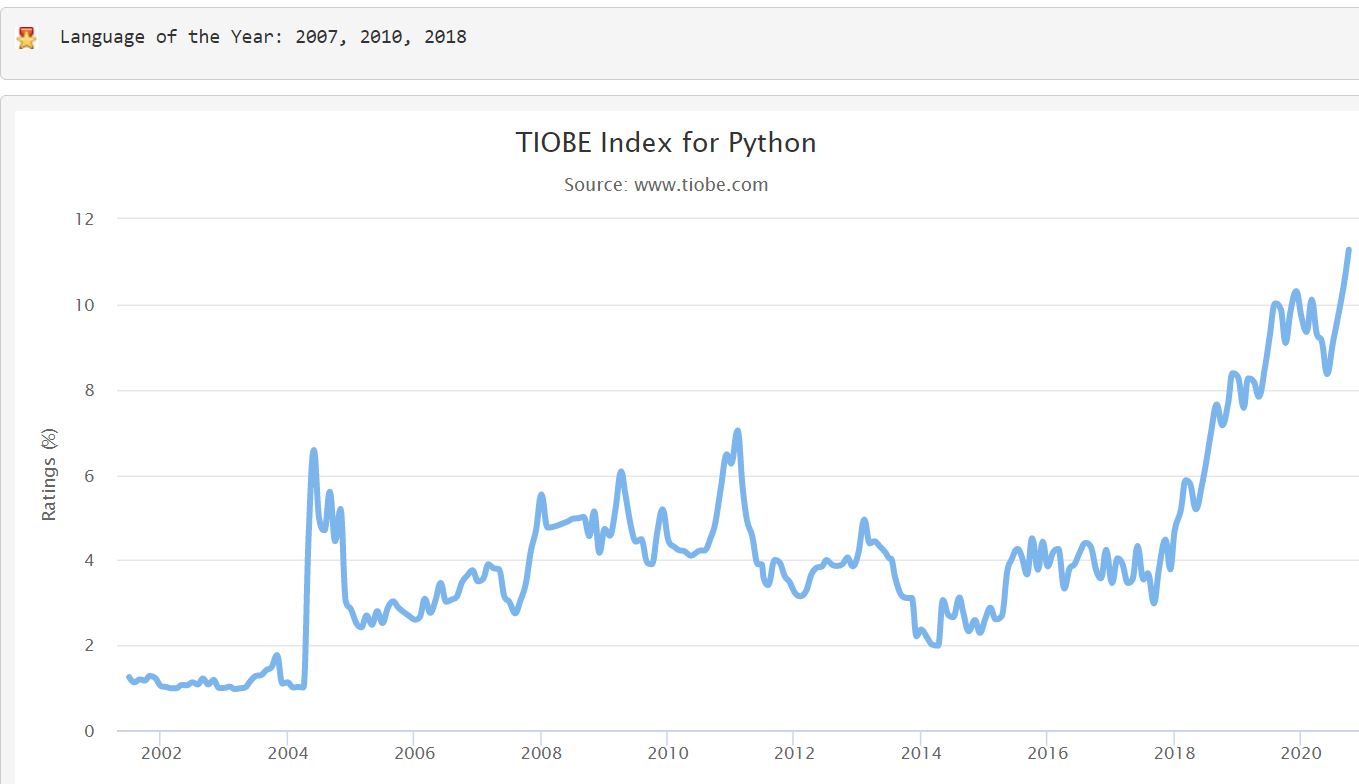 Language of the Year: 2007, 2010, 2018
TIOBE Index for Python
Source: www.tiobe.com
12
10
8
6
4
2
0
Ratings (%)
2002 2004 2006 2008 2010 2012 2014 2016 2018 2020